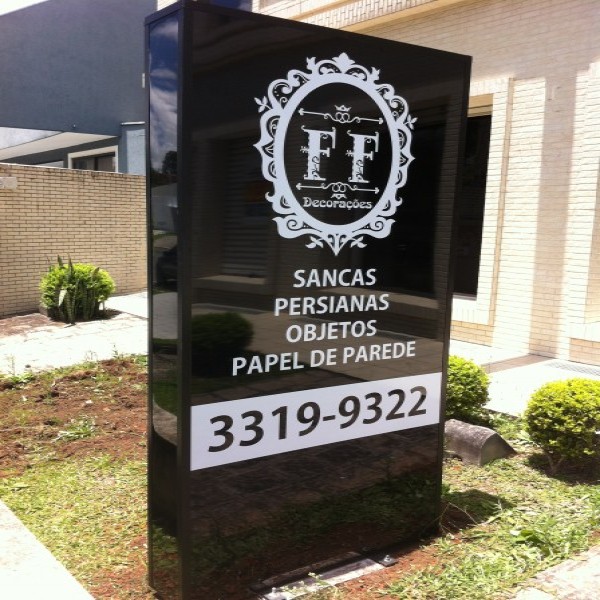 FF
Decorações
SANCAS
PERSIANAS
OBJETOS
PAPEL DE PAREDE
3319-9322